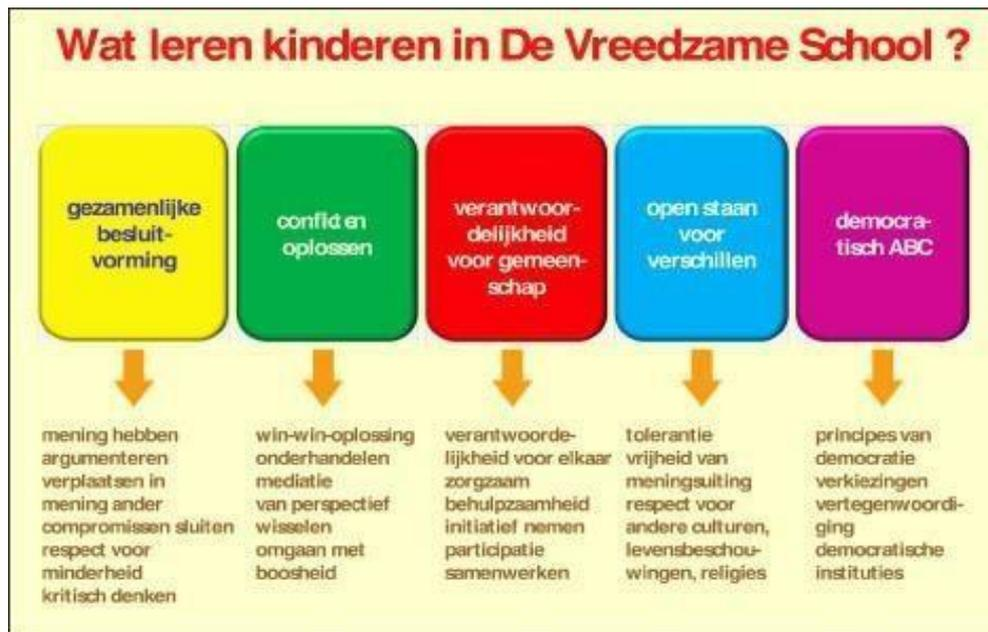 Wat leren kinderen in De Vreedzame School ?
gezamenlijke
besluit-
vorming
conflicten
oplossen
verantwoor-
delijkheid
voor gemeen-
schap
open staan
voor
verschillen
democra-
tisch ABC
mening hebben
argumenteren
verplaatsen in
mening ander
compromissen sluiten
respect voor
minderheid
kritisch denken
win-win-oplossing
onderhandelen
mediatie
van perspectief
wisselen
omgaan met
boosheid
verantwoorde-
lijkheid voor elkaar
zorgzaam
behulpzaamheid
initiatief nemen
participatie
samenwerken
tolerantie
vrijheid van
meningsuiting
respect voor
andere culturen,
levensbeschou-
wingen, religies
principes van
democratie
verkiezingen
vertegenwoordi-
ging
democratische
instituties